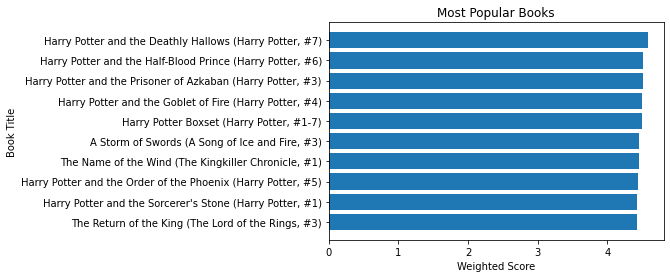 Most Popular Books
Harry Potter and the Deathly Hallows (Harry Potter, #7)
Harry Potter and the Half-Blood Prince (Harry Potter, #6)
Harry Potter and the Prisoner of Azkaban (Harry Potter, #3)
Harry Potter and the Goblet of Fire (Harry Potter, #4)
Harry Potter Boxset (Harry Potter, #1-7)
A Storm of Swords (A Song of Ice and Fire, #3)
The Name of the Wind (The Kingkiller Chronicle, #1)
Harry Potter and the Order of the Phoenix (Harry Potter, #5)
Harry Potter and the Sorcerer's Stone (Harry Potter, #1)
The Return of the King (The Lord of the Rings, #3)
Book Title
0 1 2 3 4
Weighted Score